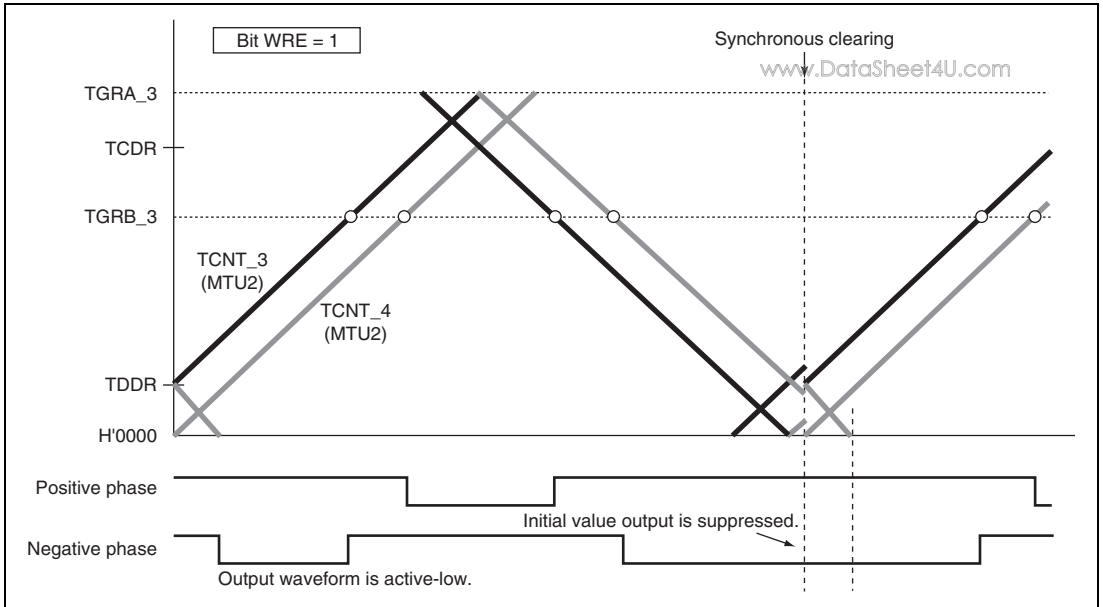 Bit WRE = 1
Synchronous clearing
www.DataSheet4U.com
TGRA_3
TCDR
TGRB_3
TCNT_3
(MTU2)
TCNT_4
(MTU2)
TDDR
H'0000
Positive phase
Initial value output is suppressed.
Negative phase
Output waveform is active-low.